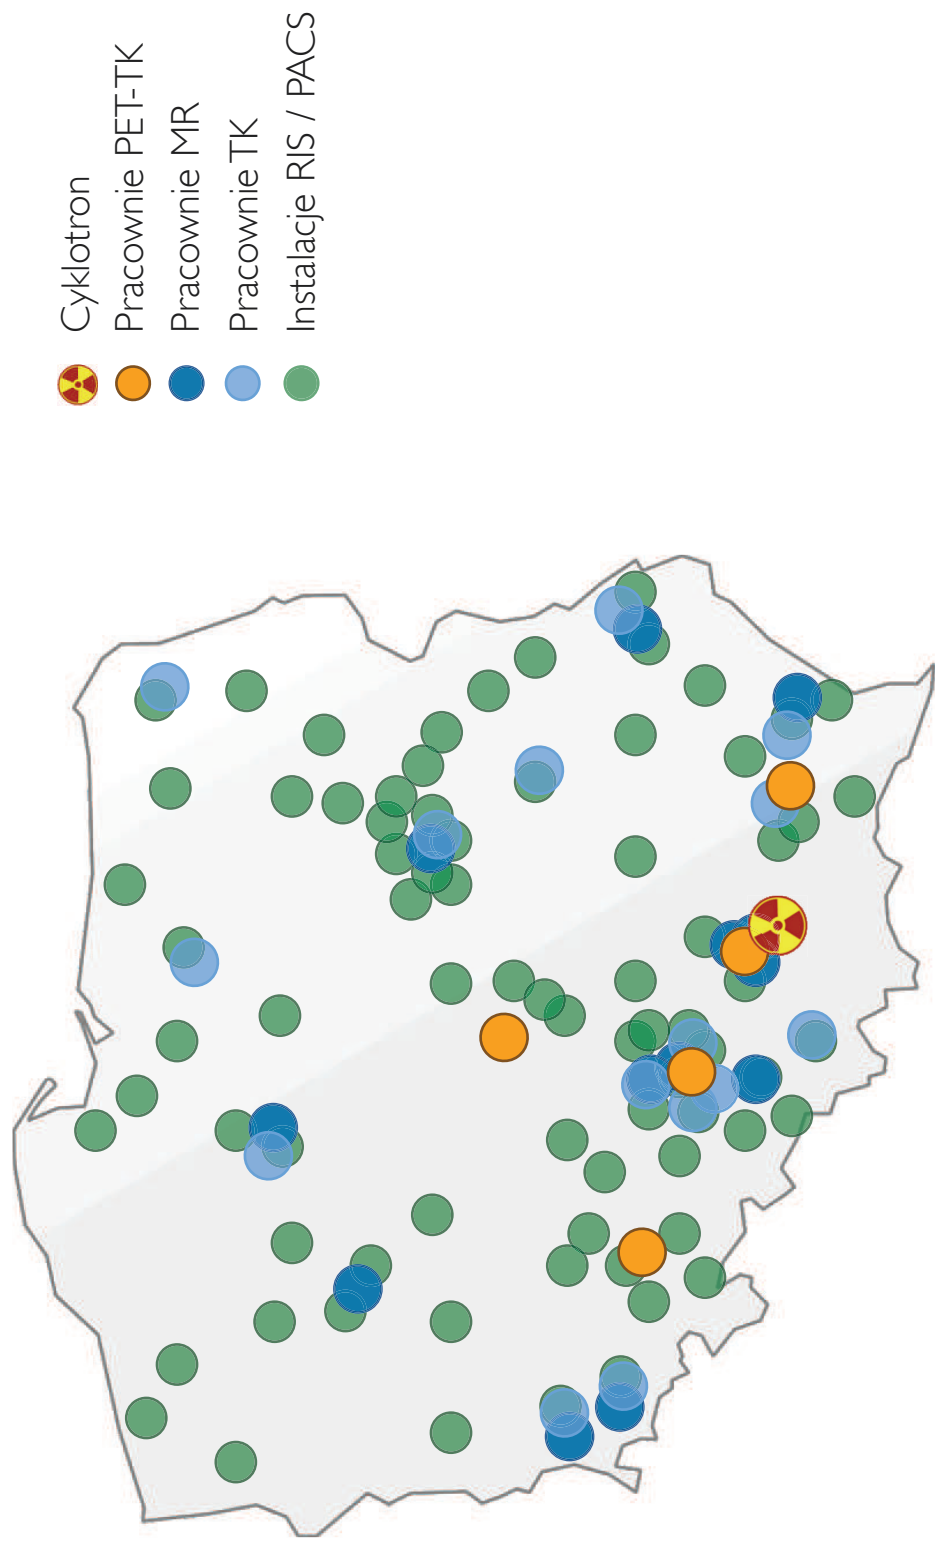 Cyklotron
Pracownie PET-TK
Pracownie MR
Pracownie TK
Instalacje RIS / PACS